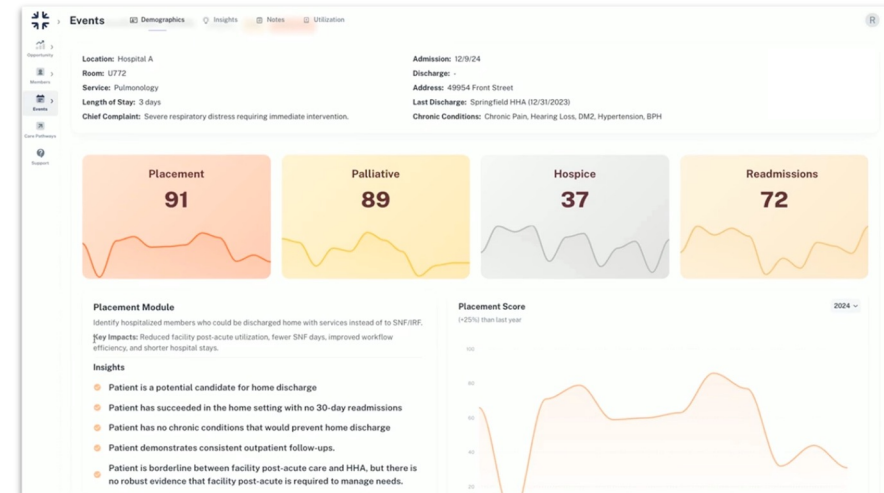 Events
Demographics
Insights
Notes
Utilization
R
Opportunity
Members
Events
Care Pathways
Support
Location: Hospital A
Room: U772
Service: Pulmonology
Length of Stay: 3 days
Chief Complaint: Severe respiratory distress requiring immediate intervention.
Admission: 12/9/24
Discharge: -
Address: 49954 Front Street
Last Discharge: Springfield HHA (12/31/2023)
Chronic Conditions: Chronic Pain, Hearing Loss, DM2, Hypertension, BPH
Placement
91
Palliative
89
Hospice
37
Readmissions
72
Placement Module
Identify hospitalized members who could be discharged home with services instead of to SNF/IRF.
Key Impacts: Reduced facility post-acute utilization, fewer SNF days, improved workflow
efficiency, and shorter hospital stays.
Insights
Patient is a potential candidate for home discharge
Patient has succeeded in the home setting with no 30-day readmissions
Patient has no chronic conditions that would prevent home discharge
Patient demonstrates consistent outpatient follow-ups.
Patient is borderline between facility post-acute care and HHA, but there is
no robust evidence that facility post-acute is required to manage needs.
Placement Score
(+25%) than last year
2024
100
80
60
40
20